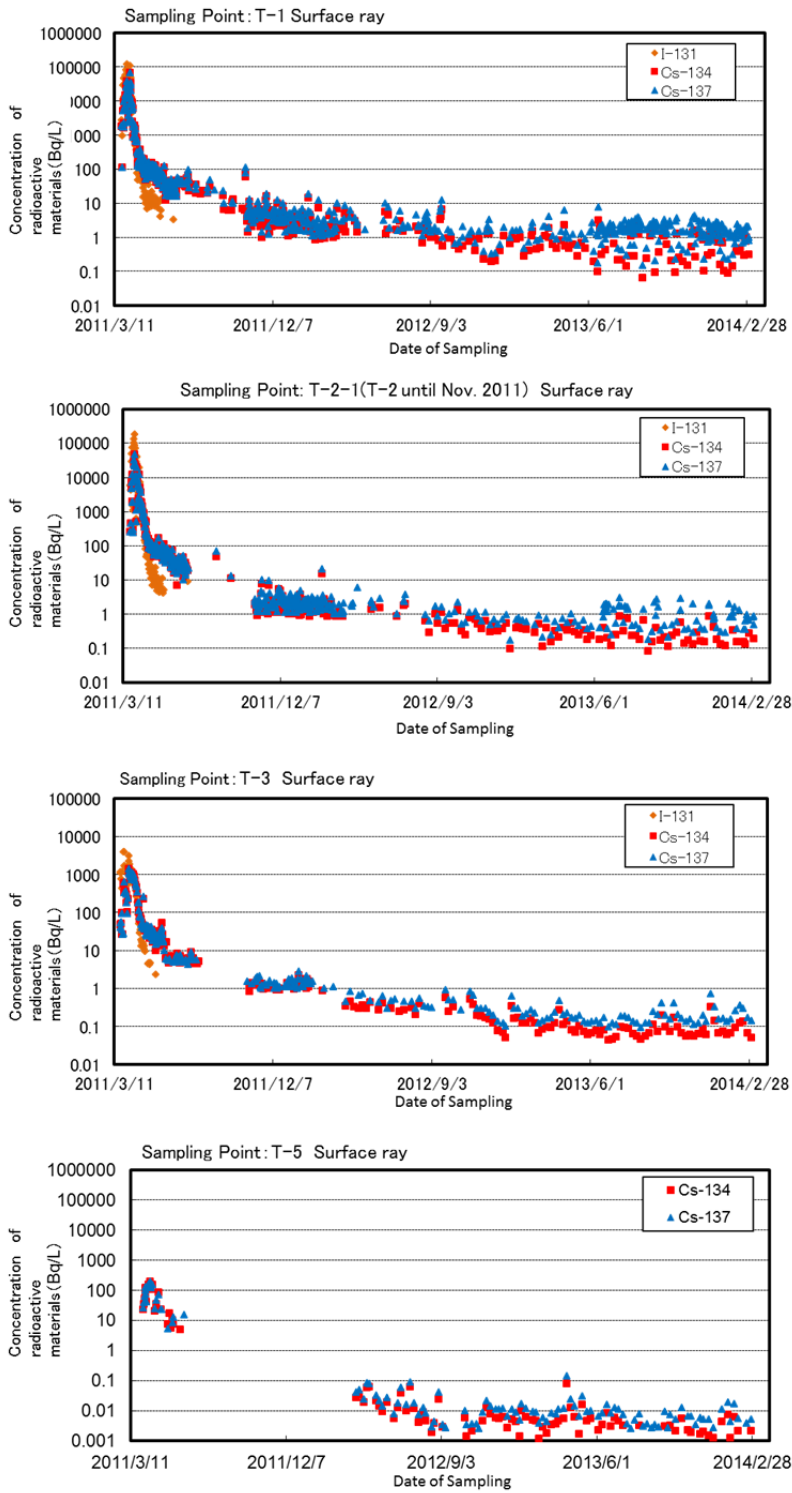 Sampling Point: T-1 Surface ray
1000000
100000
10000
1000
100
10
1
0.1
0.01
Concentration of
radioactive
materials(Bq/L)
I-131
Cs-134
Cs-137
2011/3/11 2011/12/7 2012/9/3 2013/6/1 2014/2/28
Date of Sampling
Sampling Point: T-2-1(T-2 until Nov. 2011) Surface ray
1000000
100000
10000
1000
100
10
1
0.1
0.01
Concentration of
radioactive
materials(Bq/L)
I-131
Cs-134
Cs-137
2011/3/11 2011/12/7 2012/9/3 2013/6/1 2014/2/28
Date of Sampling
Sampling Point: T-3 Surface ray
100000
10000
1000
100
10
1
0.1
0.01
Concentration of
radioactive
materials(Bq/L)
I-131
Cs-134
Cs-137
2011/3/11 2011/12/7 2012/9/3 2013/6/1 2014/2/28
Date of Sampling
Sampling Point: T-5 Surface ray
1000000
100000
10000
1000
100
10
1
0.1
0.01
0.001
Concentration of
radioactive
materials(Bq/L)
Cs-134
Cs-137
2011/3/11 2011/12/7 2012/9/3 2013/6/1 2014/2/28
Date of Sampling